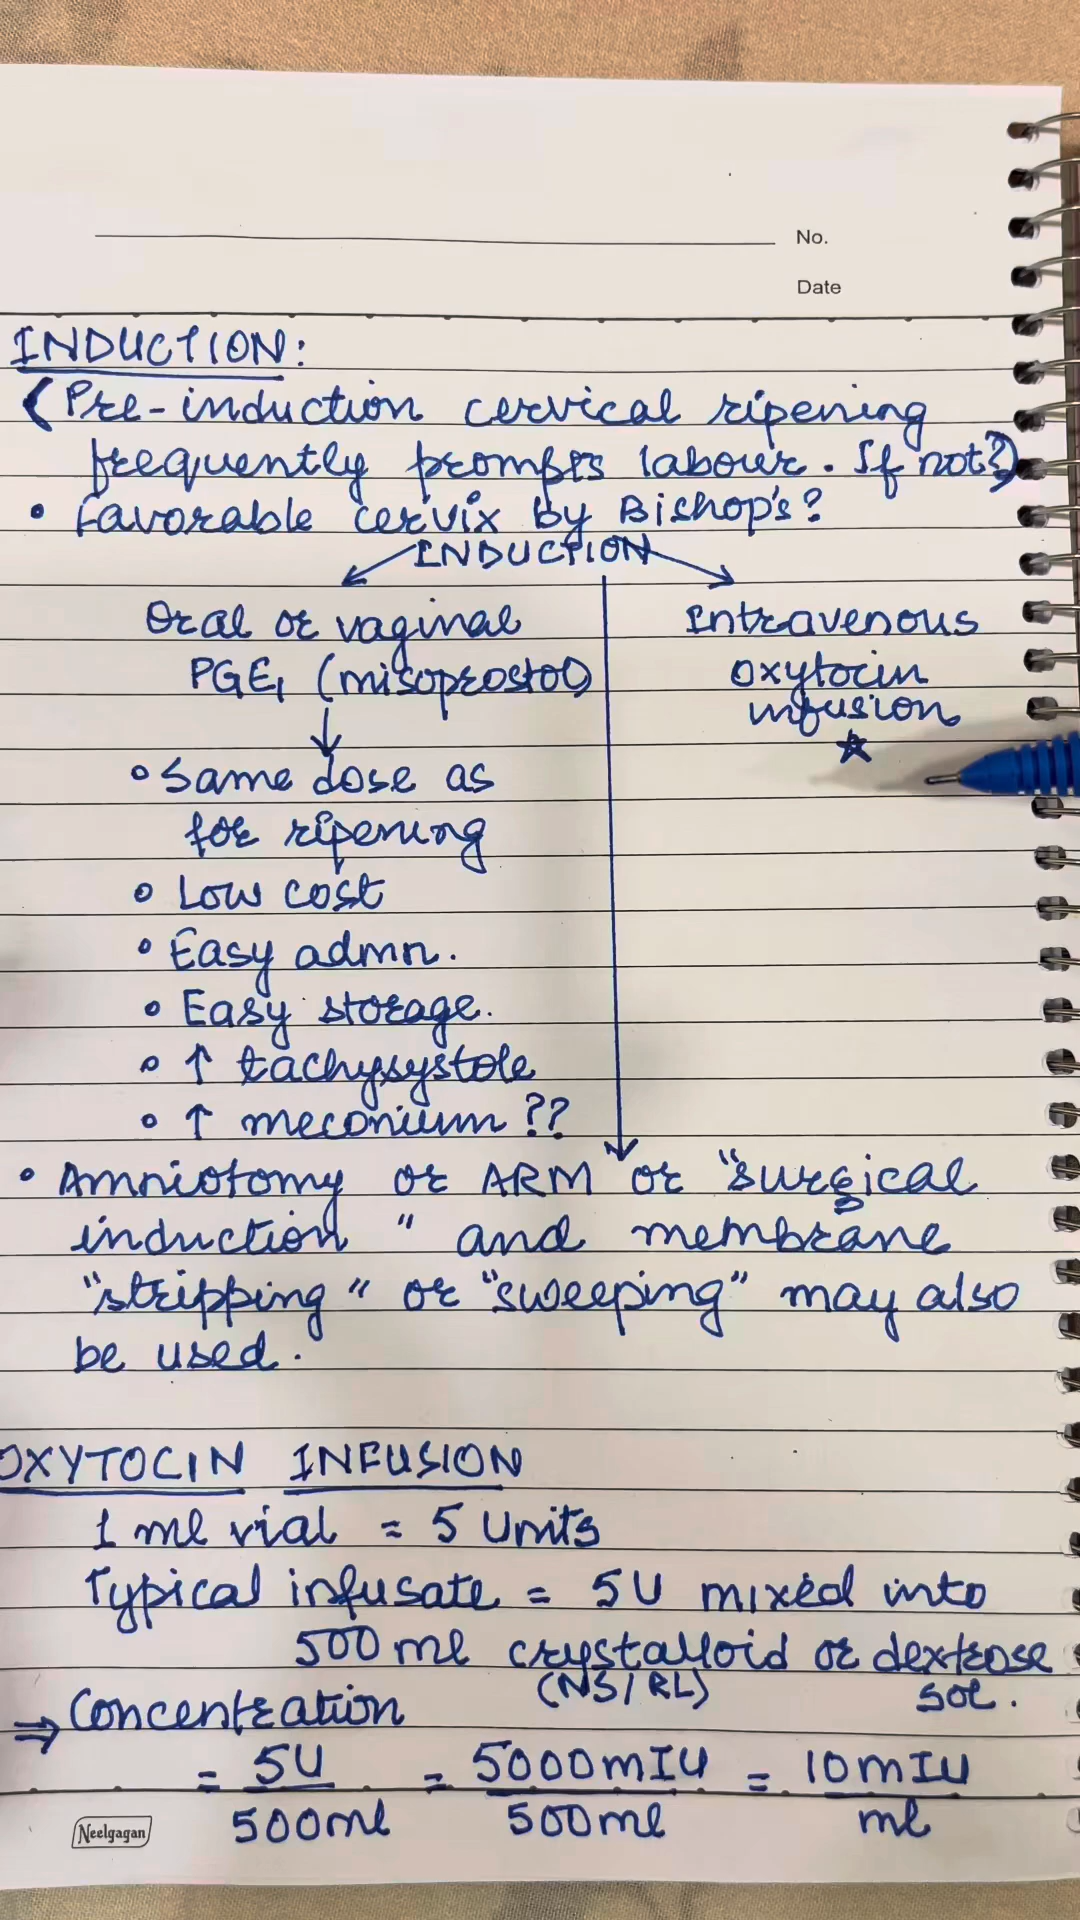 No.
Date
INDUCTION:
(Pre-induction cervical ripening
frequently prompts labour. If not?)
• Favorable cervix by Bishop's?
INDUCTION
Oral or vaginal
PGE₁ (misoprostol)
↓
• Same dose as
for ripening
• Low cost
• Easy admn.
• Easy storage.
• ↑ tachysystole
• ↑ meconium ??
Intravenous
oxytocin
infusion
☆
• Amniotomy or ARM or "surgical
induction" and membrane
"stripping" or "sweeping" may also
be used.
OXYTOCIN INFUSION
1 ml vial = 5 Units
Typical infusate = 5U mixed into
500 ml crystalloid or dextrose
(NS/RL) sol.
⇒ Concentration
= 5U = 5000mIU = 10mIU
500ml 500ml ml
Neelgagan